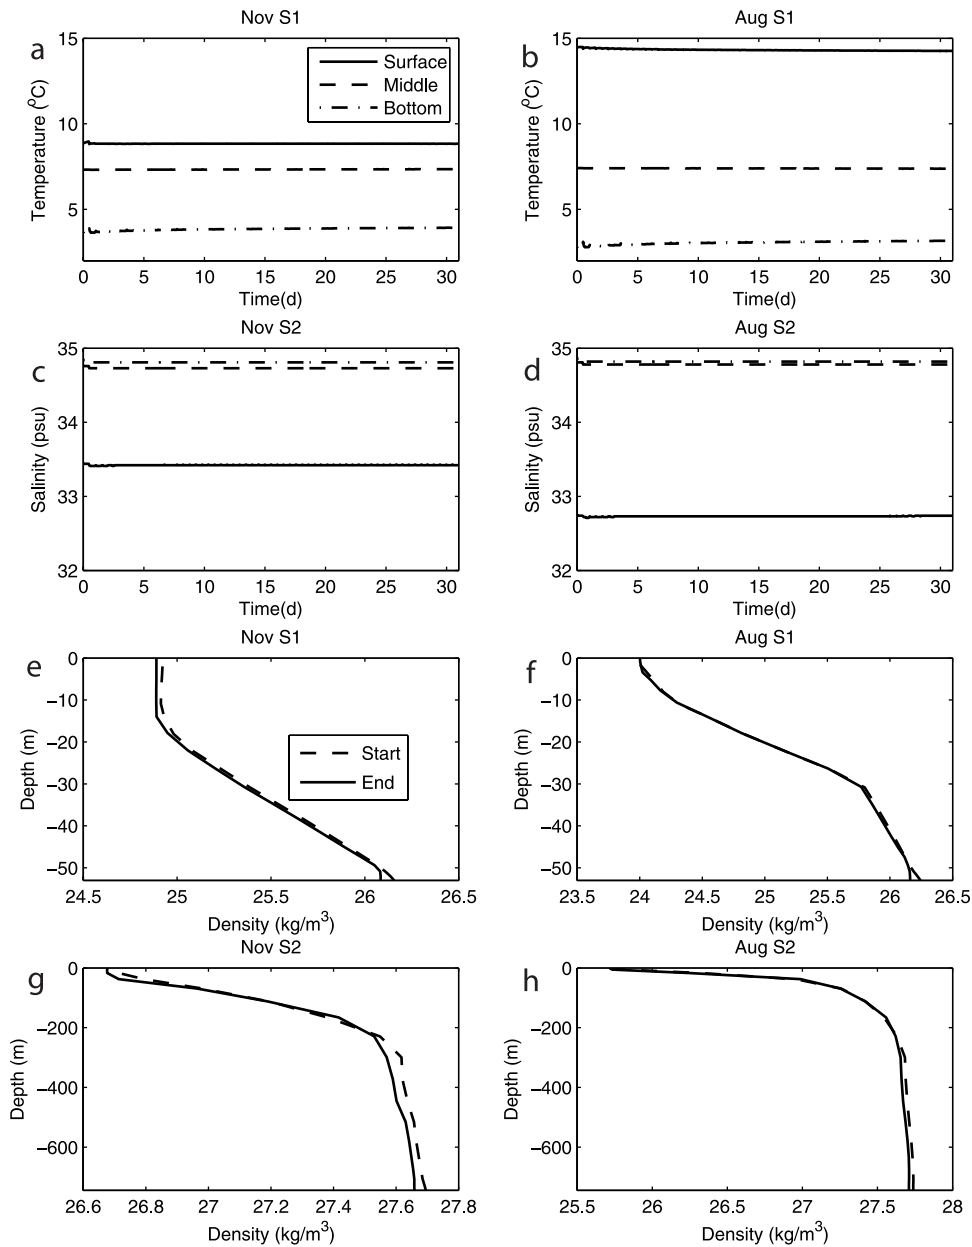 Nov S1
a
15
10
5
Temperature (°C)
Surface
Middle
Bottom
0 5 10 15 20 25 30
Time(d)
Aug S1
b
15
10
5
Temperature (°C)
0 5 10 15 20 25 30
Time(d)
Nov S2
c
35
34
33
32
Salinity (psu)
0 5 10 15 20 25 30
Time(d)
Aug S2
d
35
34
33
32
Salinity (psu)
0 5 10 15 20 25 30
Time(d)
Nov S1
e
0
−10
−20
−30
−40
−50
Depth (m)
Start
End
24.5 25 25.5 26 26.5
Density (kg/m³)
Aug S1
f
0
−10
−20
−30
−40
−50
Depth (m)
23.5 24 24.5 25 25.5 26 26.5
Density (kg/m³)
Nov S2
g
0
−200
−400
−600
Depth (m)
26.6 26.8 27 27.2 27.4 27.6 27.8
Density (kg/m³)
Aug S2
h
0
−200
−400
−600
Depth (m)
25.5 26 26.5 27 27.5 28
Density (kg/m³)